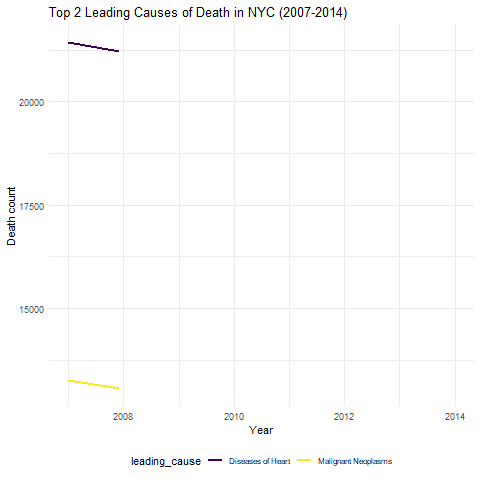 Top 2 Leading Causes of Death in NYC (2007-2014)
Death count
20000
17500
15000
2008 2010 2012 2014
Year
leading_cause Diseases of Heart Malignant Neoplasms